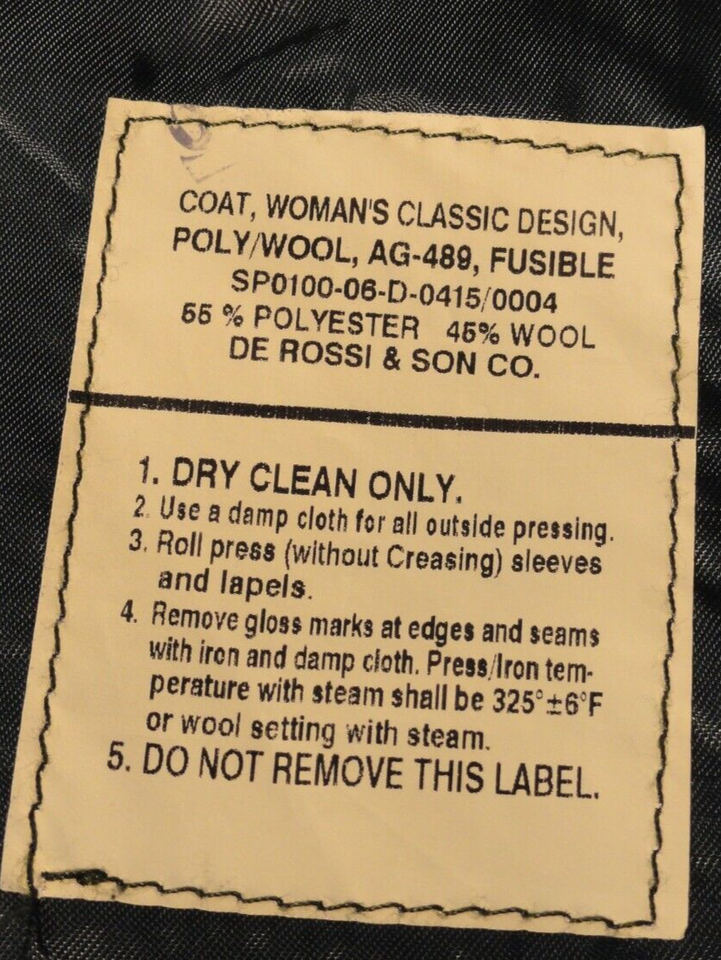 COAT, WOMAN'S CLASSIC DESIGN,
POLY/WOOL, AG-489, FUSIBLE
SP0100-06-D-0415/0004
55 % POLYESTER 45% WOOL
DE ROSSI & SON CO.
1. DRY CLEAN ONLY.
2. Use a damp cloth for all outside pressing.
3. Roll press (without Creasing) sleeves
and lapels.
4. Remove gloss marks at edges and seams
with iron and damp cloth. Press/Iron tem-
perature with steam shall be 325°±6°F
or wool setting with steam.
5. DO NOT REMOVE THIS LABEL.